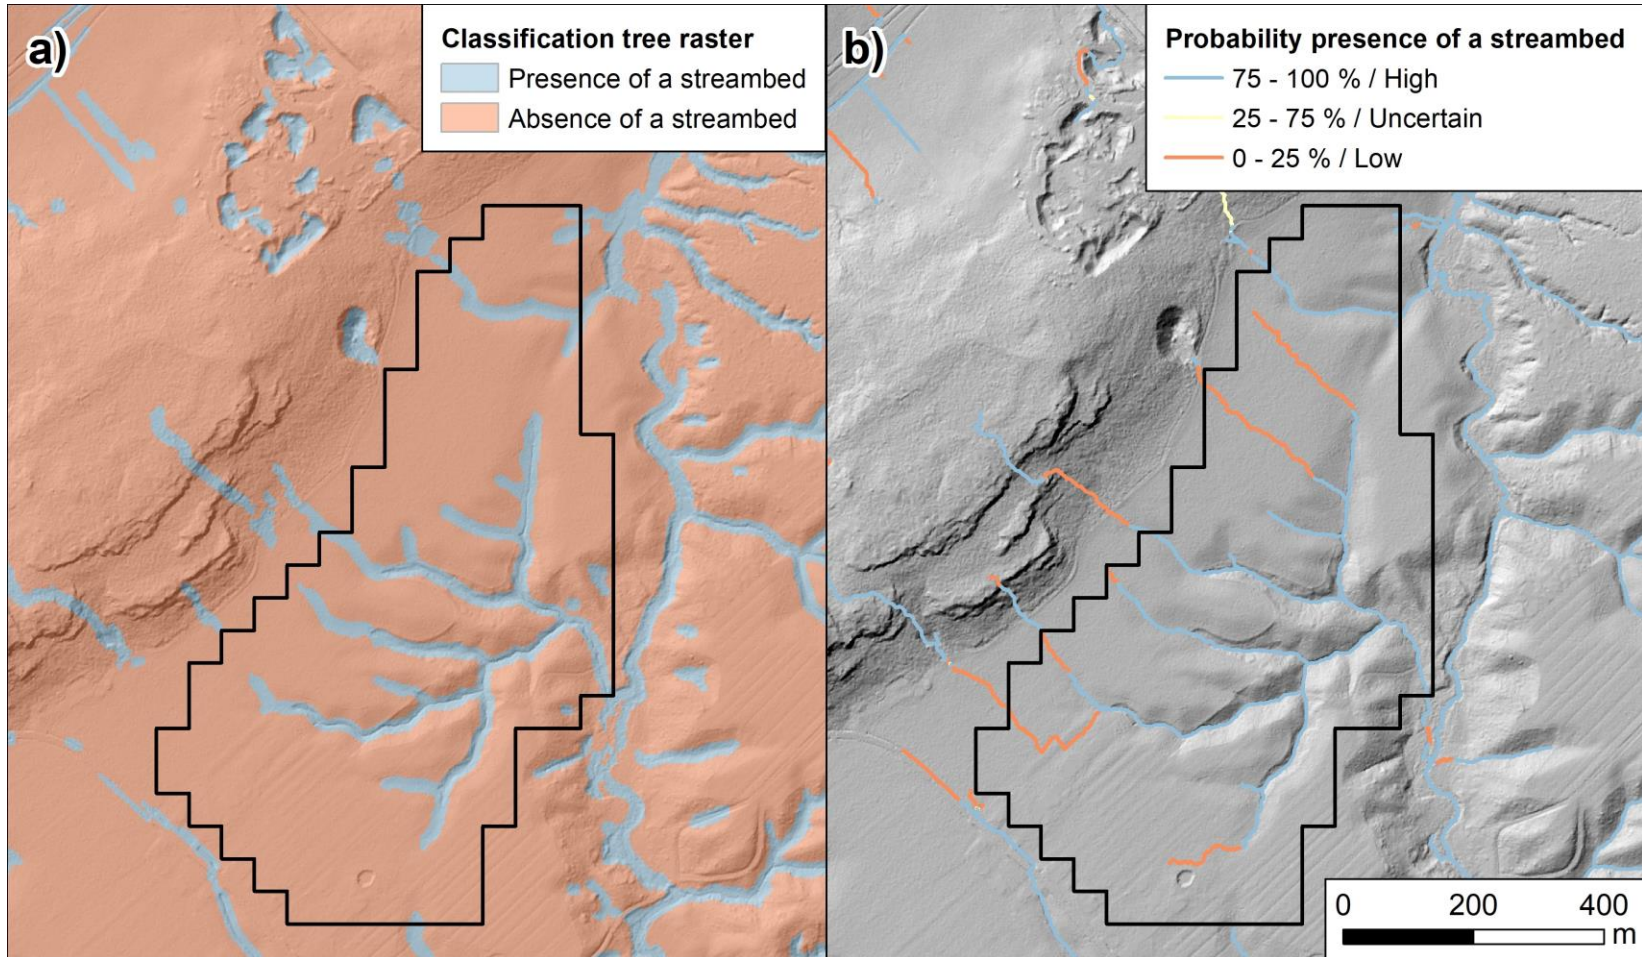 a)
Classification tree raster
Presence of a streambed
Absence of a streambed
b)
Probability presence of a streambed
75 - 100 % / High
25 - 75 % / Uncertain
0 - 25 % / Low
0 200 400
m